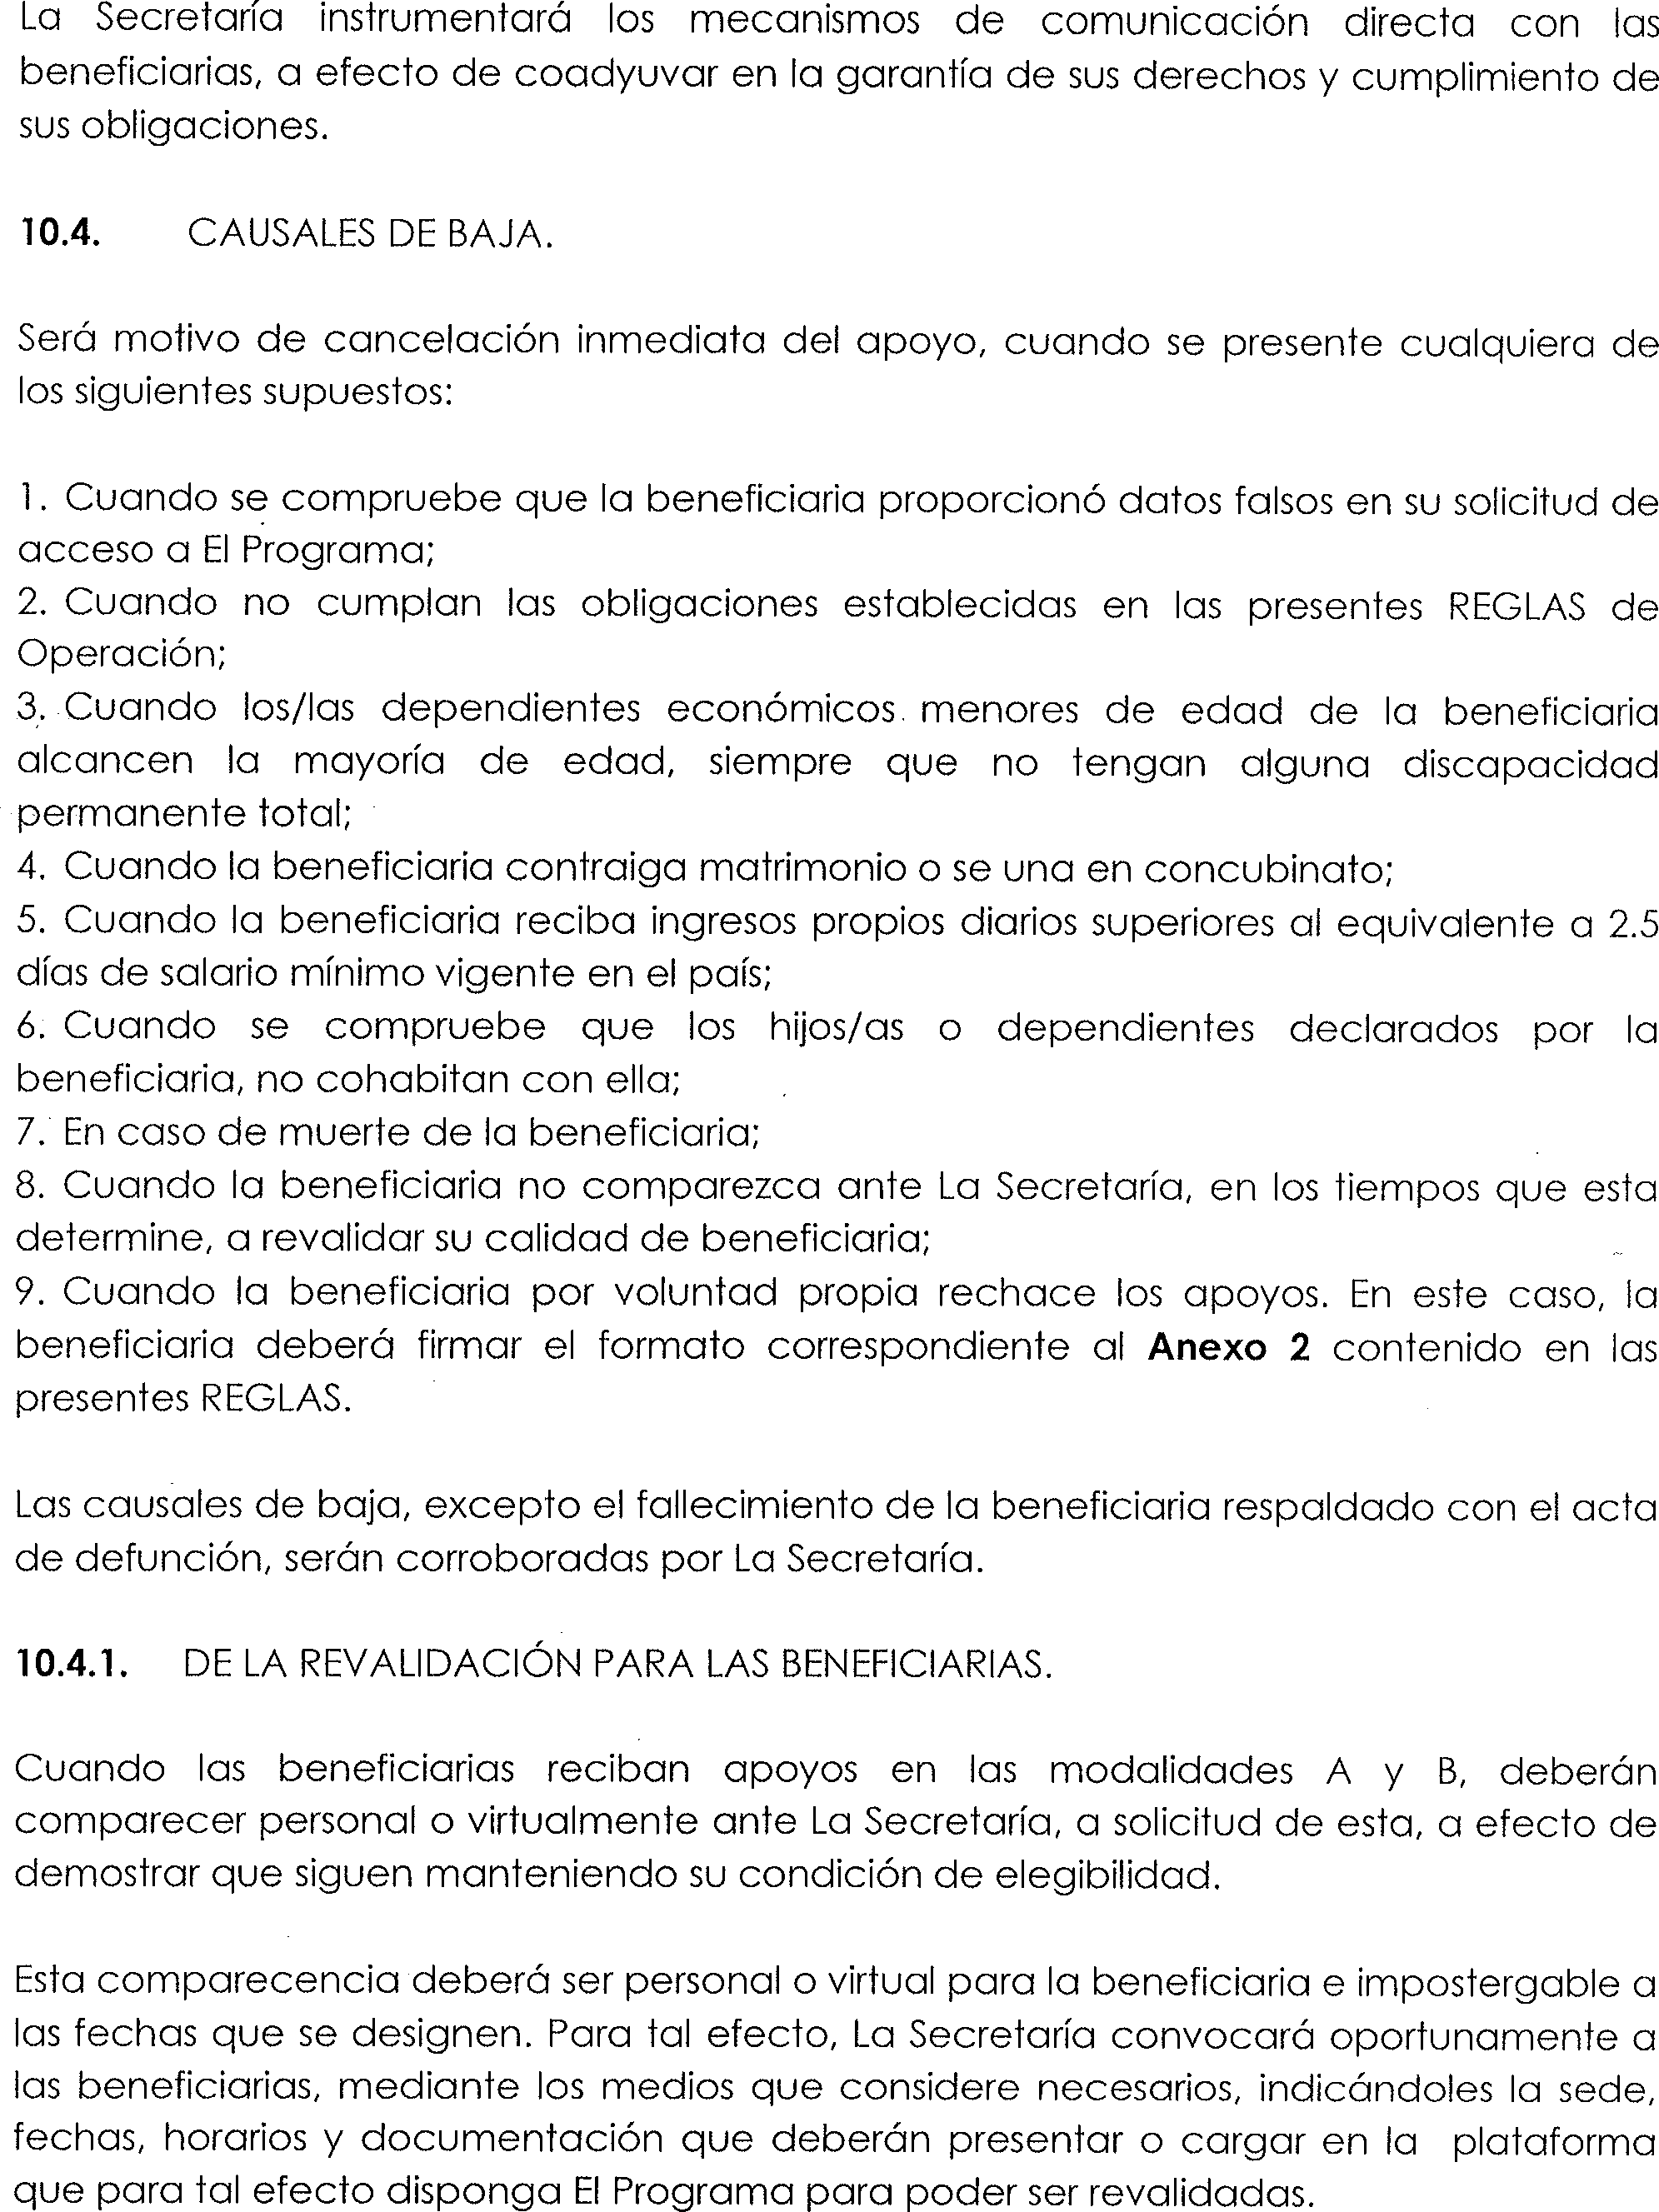 La Secretaría instrumentará los mecanismos de comunicación directa con las
beneficiarias, a efecto de coadyuvar en la garantía de sus derechos y cumplimiento de
sus obligaciones.
10.4. CAUSALES DE BAJA.
Será motivo de cancelación inmediata del apoyo, cuando se presente cualquiera de
los siguientes supuestos:
1. Cuando se compruebe que la beneficiaria proporcionó datos falsos en su solicitud de
acceso a El Programa;
2. Cuando no cumplan las obligaciones establecidas en las presentes REGLAS de
Operación;
3. Cuando los/las dependientes económicos menores de edad de la beneficiaria
alcancen la mayoría de edad, siempre que no tengan alguna discapacidad
permanente total;
4. Cuando la beneficiaria contraiga matrimonio o se una en concubinato;
5. Cuando la beneficiaria reciba ingresos propios diarios superiores al equivalente a 2.5
días de salario mínimo vigente en el país;
6. Cuando se compruebe que los hijos/as o dependientes declarados por la
beneficiaria, no cohabitan con ella;
7. En caso de muerte de la beneficiaria;
8. Cuando la beneficiaria no comparezca ante La Secretaría, en los tiempos que esta
determine, a revalidar su calidad de beneficiaria;
9. Cuando la beneficiaria por voluntad propia rechace los apoyos. En este caso, la
beneficiaria deberá firmar el formato correspondiente al Anexo 2 contenido en las
presentes REGLAS.
Las causales de baja, excepto el fallecimiento de la beneficiaria respaldado con el acta
de defunción, serán corroboradas por La Secretaría.
10.4.1. DE LA REVALIDACIÓN PARA LAS BENEFICIARIAS.
Cuando las beneficiarias reciban apoyos en las modalidades A y B, deberán
comparecer personal o virtualmente ante La Secretaría, a solicitud de esta, a efecto de
demostrar que siguen manteniendo su condición de elegibilidad.
Esta comparecencia deberá ser personal o virtual para la beneficiaria e impostergable a
las fechas que se designen. Para tal efecto, La Secretaría convocará oportunamente a
las beneficiarias, mediante los medios que considere necesarios, indicándoles la sede,
fechas, horarios y documentación que deberán presentar o cargar en la plataforma
que para tal efecto disponga El Programa para poder ser revalidadas.